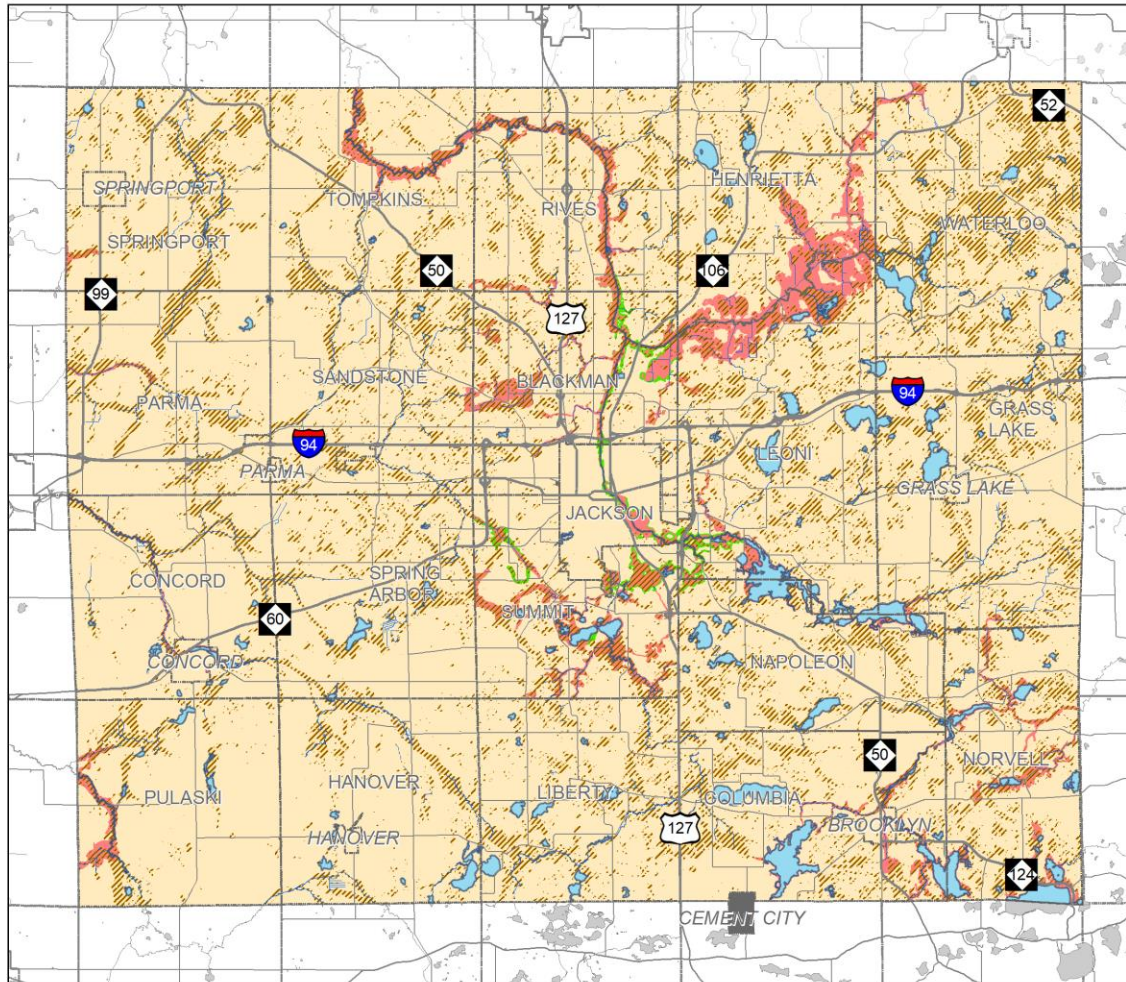 52
HENRIETTA
SPRINGPORT
TOMPKINS
RIVES
WATERLOO
SPRINGPORT
50
106
99
127
SANDSTONE
BLACKMAN
94
PARMA
GRASS
LAKE
94
LEONI
PARMA
GRASS LAKE
JACKSON
CONCORD
SPRING
ARBOR
60
SUMMIT
CONCORD
NAPOLEON
50
NORVELL
HANOVER
PULASKI
LIBERTY
COLUMBIA
127
BROOKLYN
HANOVER
124
CEMENT CITY